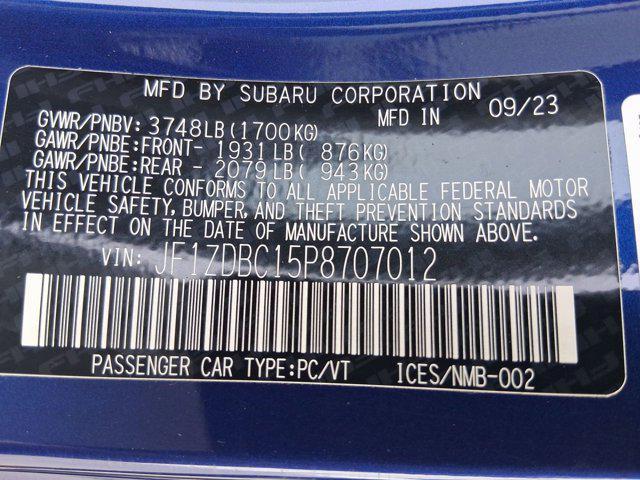 MFD BY SUBARU CORPORATION
MFD IN 09/23
GVWR/PNBV: 3748LB(1700KG)
GAWR/PNBE:FRONT- 1931LB( 876KG)
GAWR/PNBE:REAR - 2079LB( 943KG)
THIS VEHICLE CONFORMS TO ALL APPLICABLE FEDERAL MOTOR
VEHICLE SAFETY, BUMPER, AND THEFT PREVENTION STANDARDS
IN EFFECT ON THE DATE OF MANUFACTURE SHOWN ABOVE.
VIN: JF1ZDBC15P8707012
PASSENGER CAR TYPE:PC/VT ICES/NMB-002